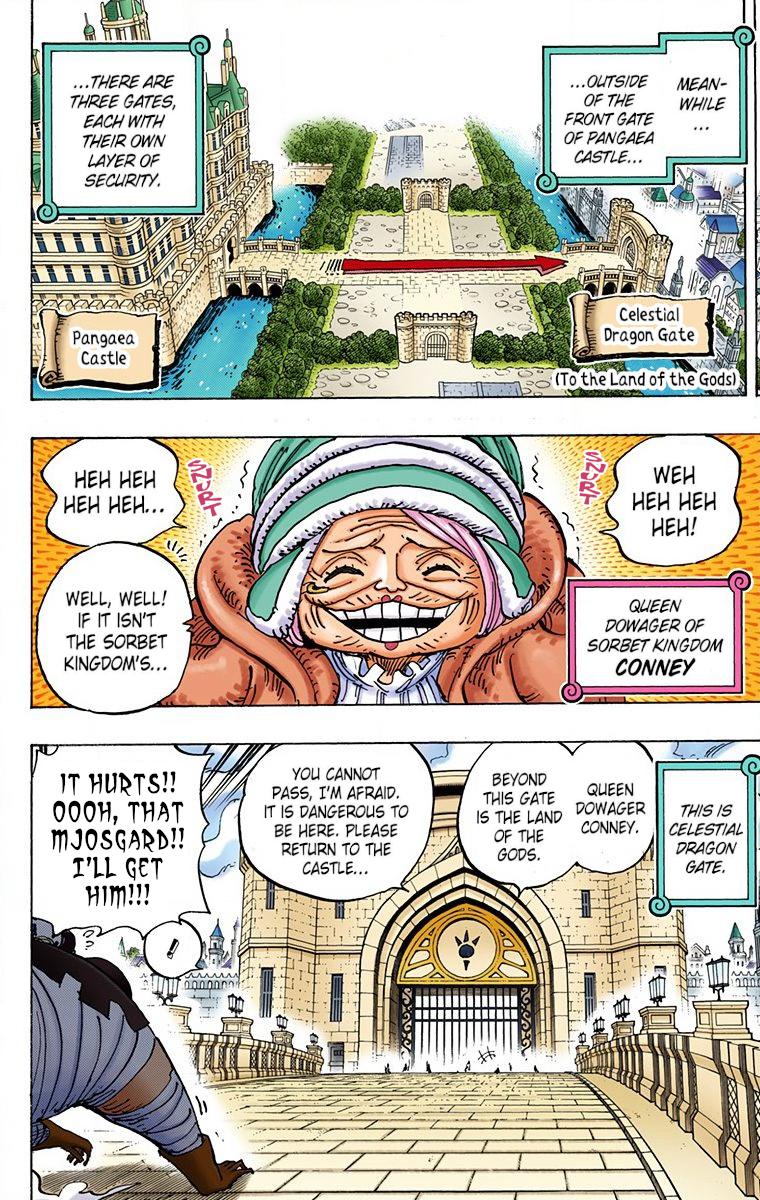 MEAN-
WHILE
...
...OUTSIDE
OF THE
FRONT GATE
OF PANGAEA
CASTLE...
...THERE ARE
THREE GATES,
EACH WITH
THEIR OWN
LAYER OF
SECURITY.
Celestial
Dragon Gate
(To the Land of the Gods)
Pangaea
Castle
WEH
HEH HEH
HEH!
SNURT
QUEEN
DOWAGER OF
SORBET KINGDOM
CONNEY
SNURT
HEH HEH
HEH HEH...
WELL, WELL!
IF IT ISN'T
THE SORBET
KINGDOM'S...
THIS IS
CELESTIAL
DRAGON
GATE.
QUEEN
DOWAGER
CONNEY.
BEYOND
THIS GATE
IS THE LAND
OF THE
GODS.
YOU CANNOT
PASS, I'M AFRAID.
IT IS DANGEROUS TO
BE HERE. PLEASE
RETURN TO THE
CASTLE...
IT HURTS!!
OOOH, THAT
MJOSGARD!!
I'LL GET
HIM!!!
!
??